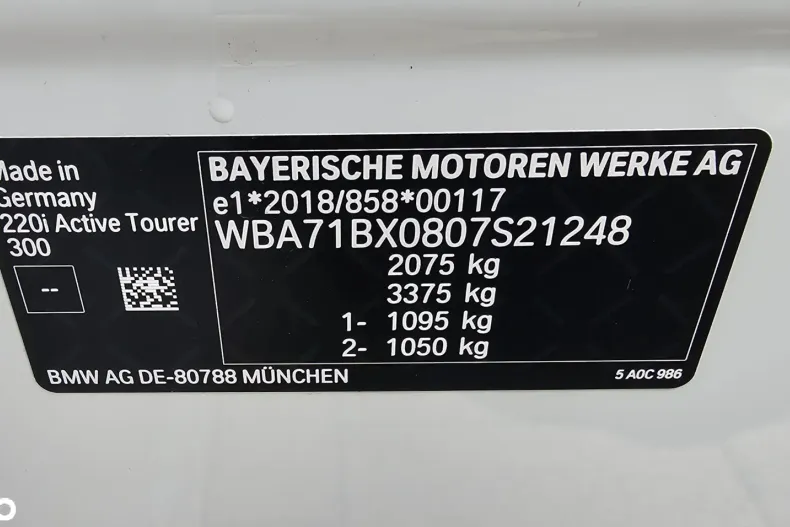 Made in
Germany
220i Active Tourer
300
--
BAYERISCHE MOTOREN WERKE AG
e1*2018/858*00117
WBA71BX0807S21248
2075 kg
3375 kg
1- 1095 kg
2- 1050 kg
BMW AG DE-80788 MÜNCHEN
5 A0C 986